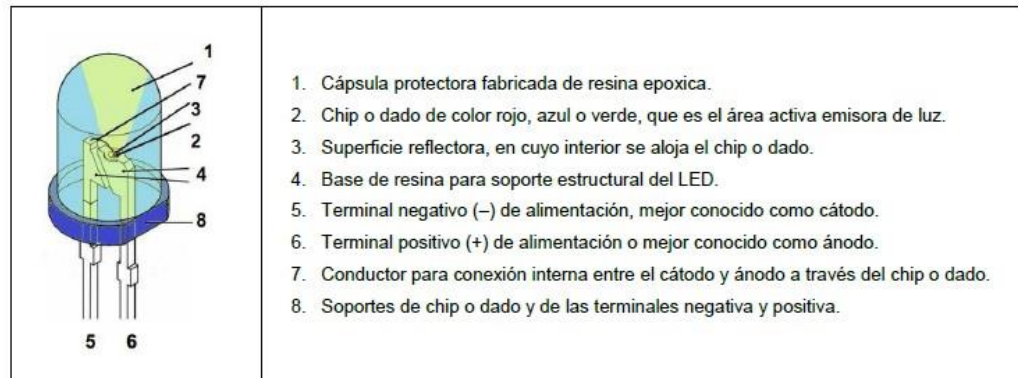 1
7
3
2
4
8
5 6
1. Cápsula protectora fabricada de resina epoxica.
2. Chip o dado de color rojo, azul o verde, que es el área activa emisora de luz.
3. Superficie reflectora, en cuyo interior se aloja el chip o dado.
4. Base de resina para soporte estructural del LED.
5. Terminal negativo (–) de alimentación, mejor conocido como cátodo.
6. Terminal positivo (+) de alimentación o mejor conocido como ánodo.
7. Conductor para conexión interna entre el cátodo y ánodo a través del chip o dado.
8. Soportes de chip o dado y de las terminales negativa y positiva.